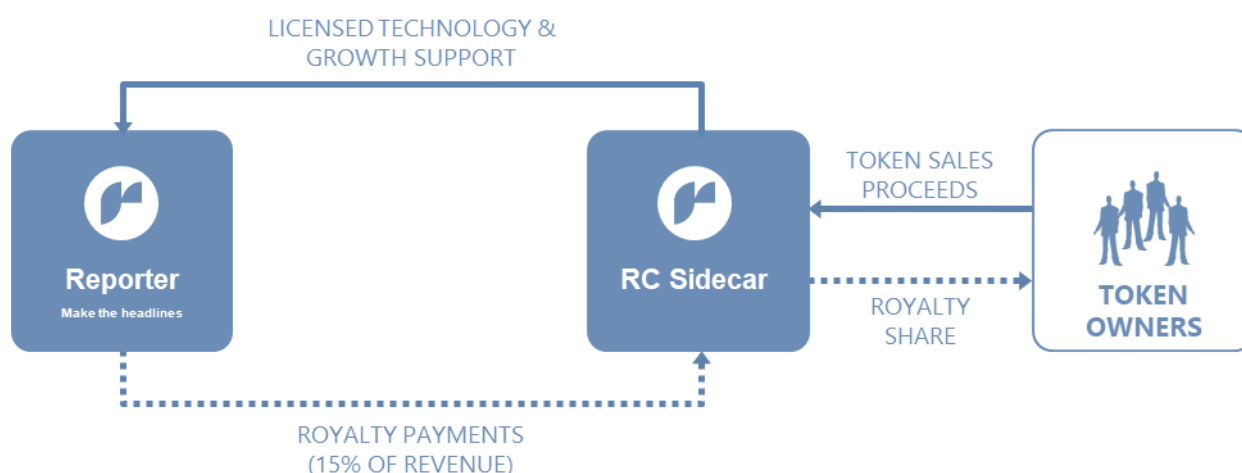 LICENSED TECHNOLOGY &
GROWTH SUPPORT
Reporter
Make the headlines
RC Sidecar
TOKEN SALES
PROCEEDS
ROYALTY
SHARE
TOKEN
OWNERS
ROYALTY PAYMENTS
(15% OF REVENUE)